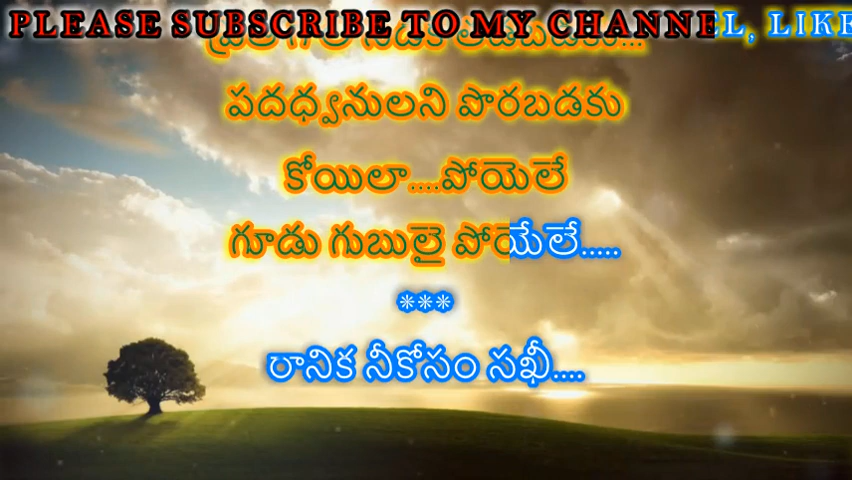 PLEASE SUBSCRIBE TO MY CHANNEL, LIKE
పదధ్వనులని పొరబడకు
కోయిలా....పోయెలే
గూడు గుబులై పోయేలే.....
***
రానిక నీకోసం సఖీ....